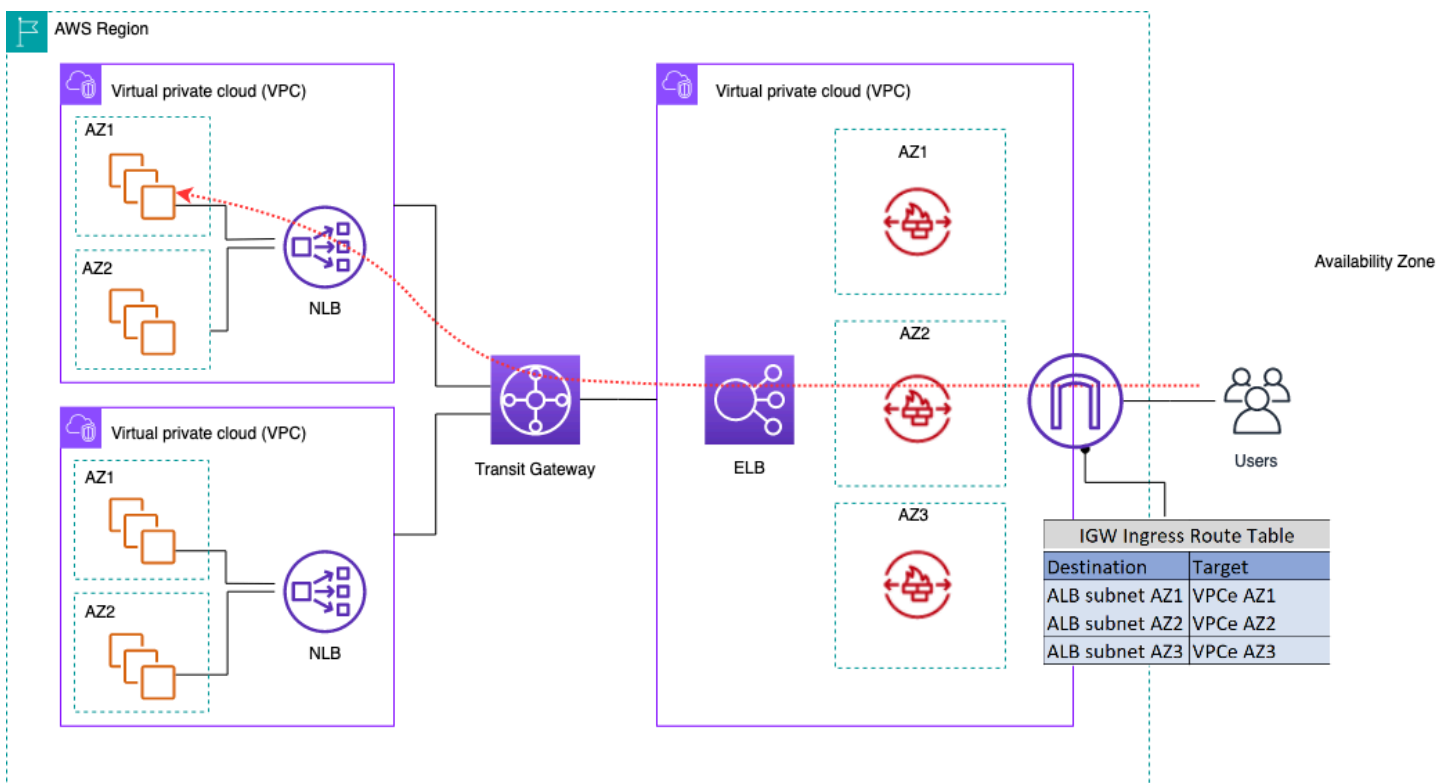 AWS Region
Virtual private cloud (VPC)
AZ1
AZ2
NLB
Virtual private cloud (VPC)
AZ1
AZ2
NLB
Transit Gateway
Virtual private cloud (VPC)
AZ1
AZ2
AZ3
ELB
Availability Zone
Users
IGW Ingress Route Table
Destination Target
ALB subnet AZ1 VPCe AZ1
ALB subnet AZ2 VPCe AZ2
ALB subnet AZ3 VPCe AZ3